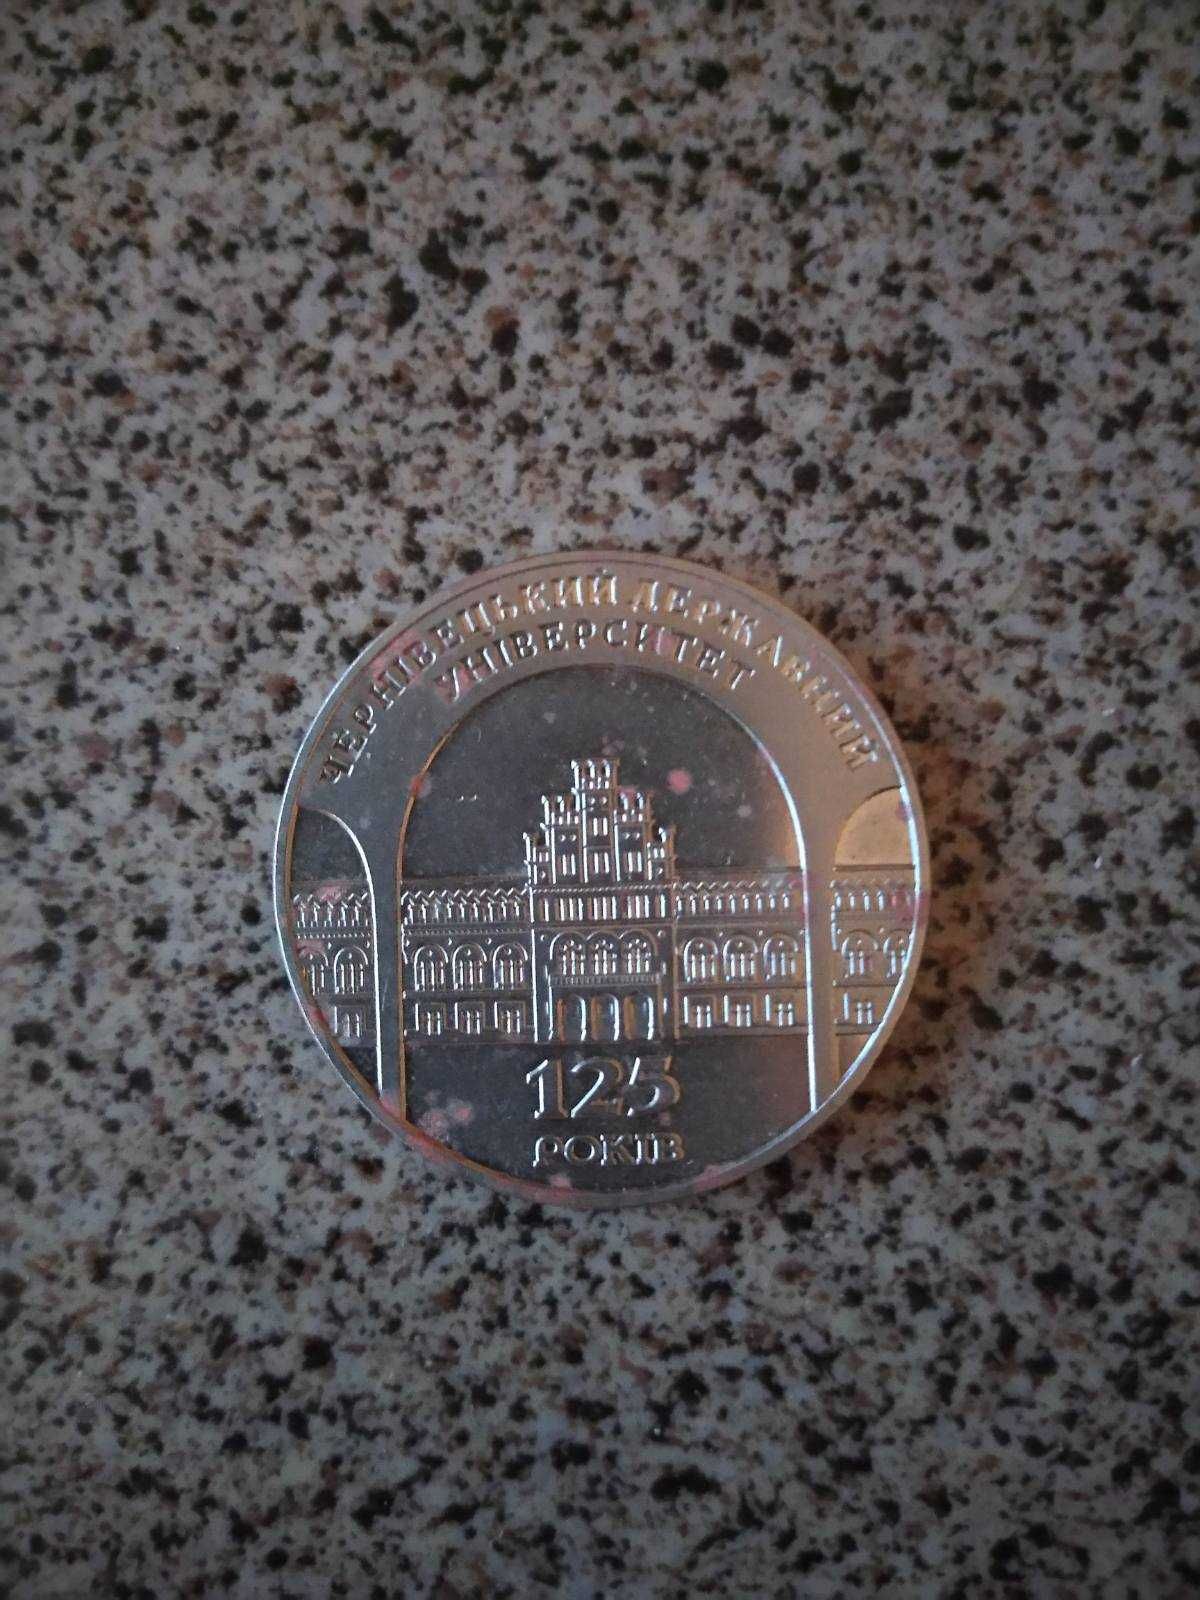 ЧЕРНІВЕЦЬКИЙ ДЕРЖАВНИЙ
УНІВЕРСИТЕТ
125
РОКІВ